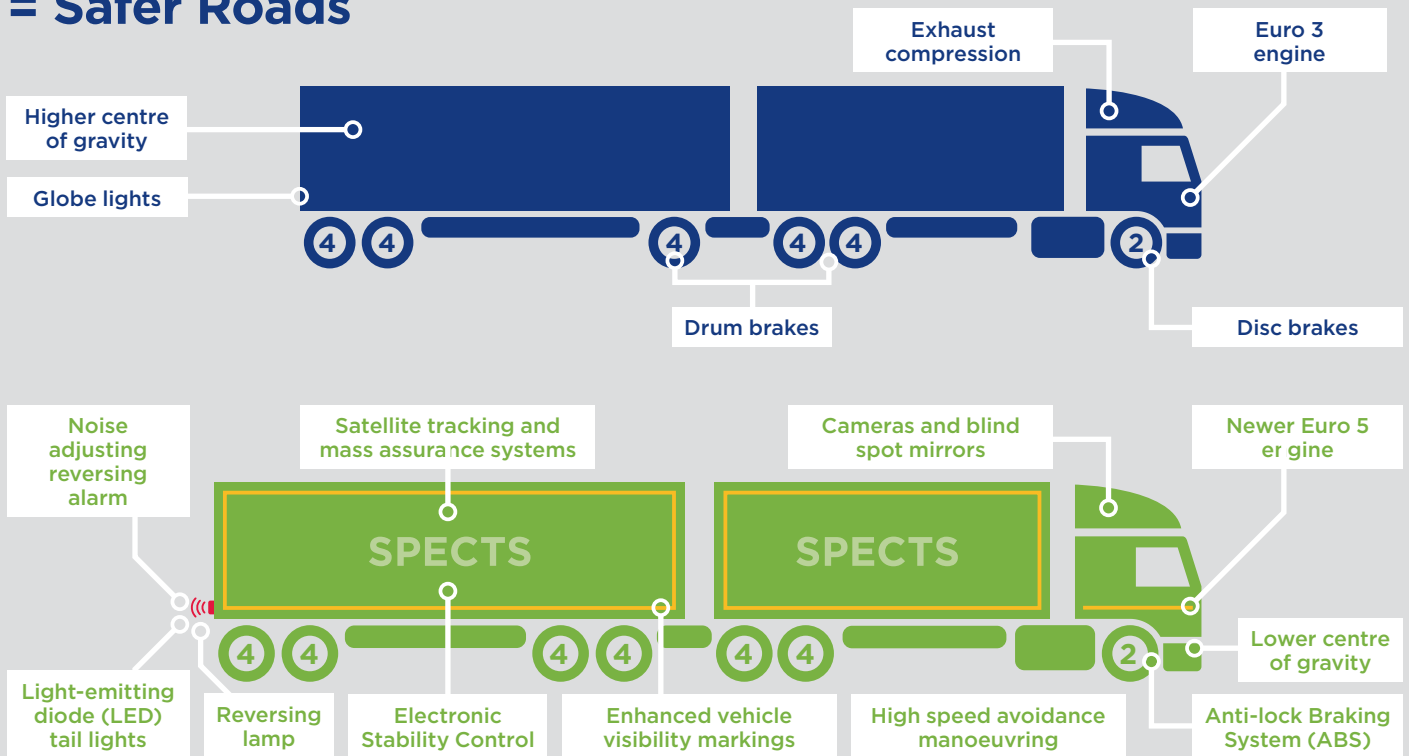 = Safer Roads
Exhaust
compression
Euro 3
engine
Higher centre
of gravity
Globe lights
4 4 4 4 4 2
Drum brakes
Disc brakes
Noise
adjusting
reversing
alarm
Satellite tracking and
mass assurance systems
Cameras and blind
spot mirrors
Newer Euro 5
er gine
SPECTS
SPECTS
4 4 4 4 4 4 2
Lower centre
of gravity
Light-emitting
diode (LED)
tail lights
Reversing
lamp
Electronic
Stability Control
Enhanced vehicle
visibility markings
High speed avoidance
manoeuvring
Anti-lock Braking
System (ABS)